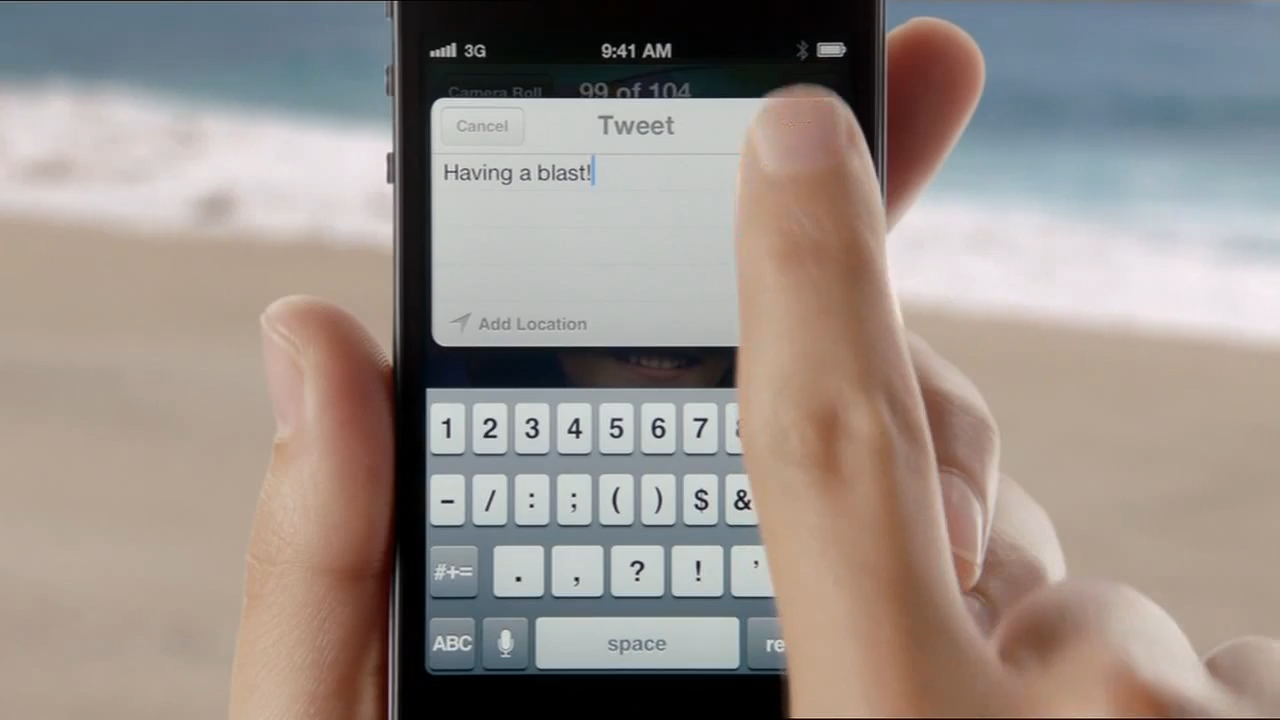 3G 9:41 AM
Camera Roll 99 of 104
Cancel Tweet
Having a blast!
Add Location
1 2 3 4 5 6 7
- / : ; ( ) $ &
#+= . , ? ! '
ABC space re